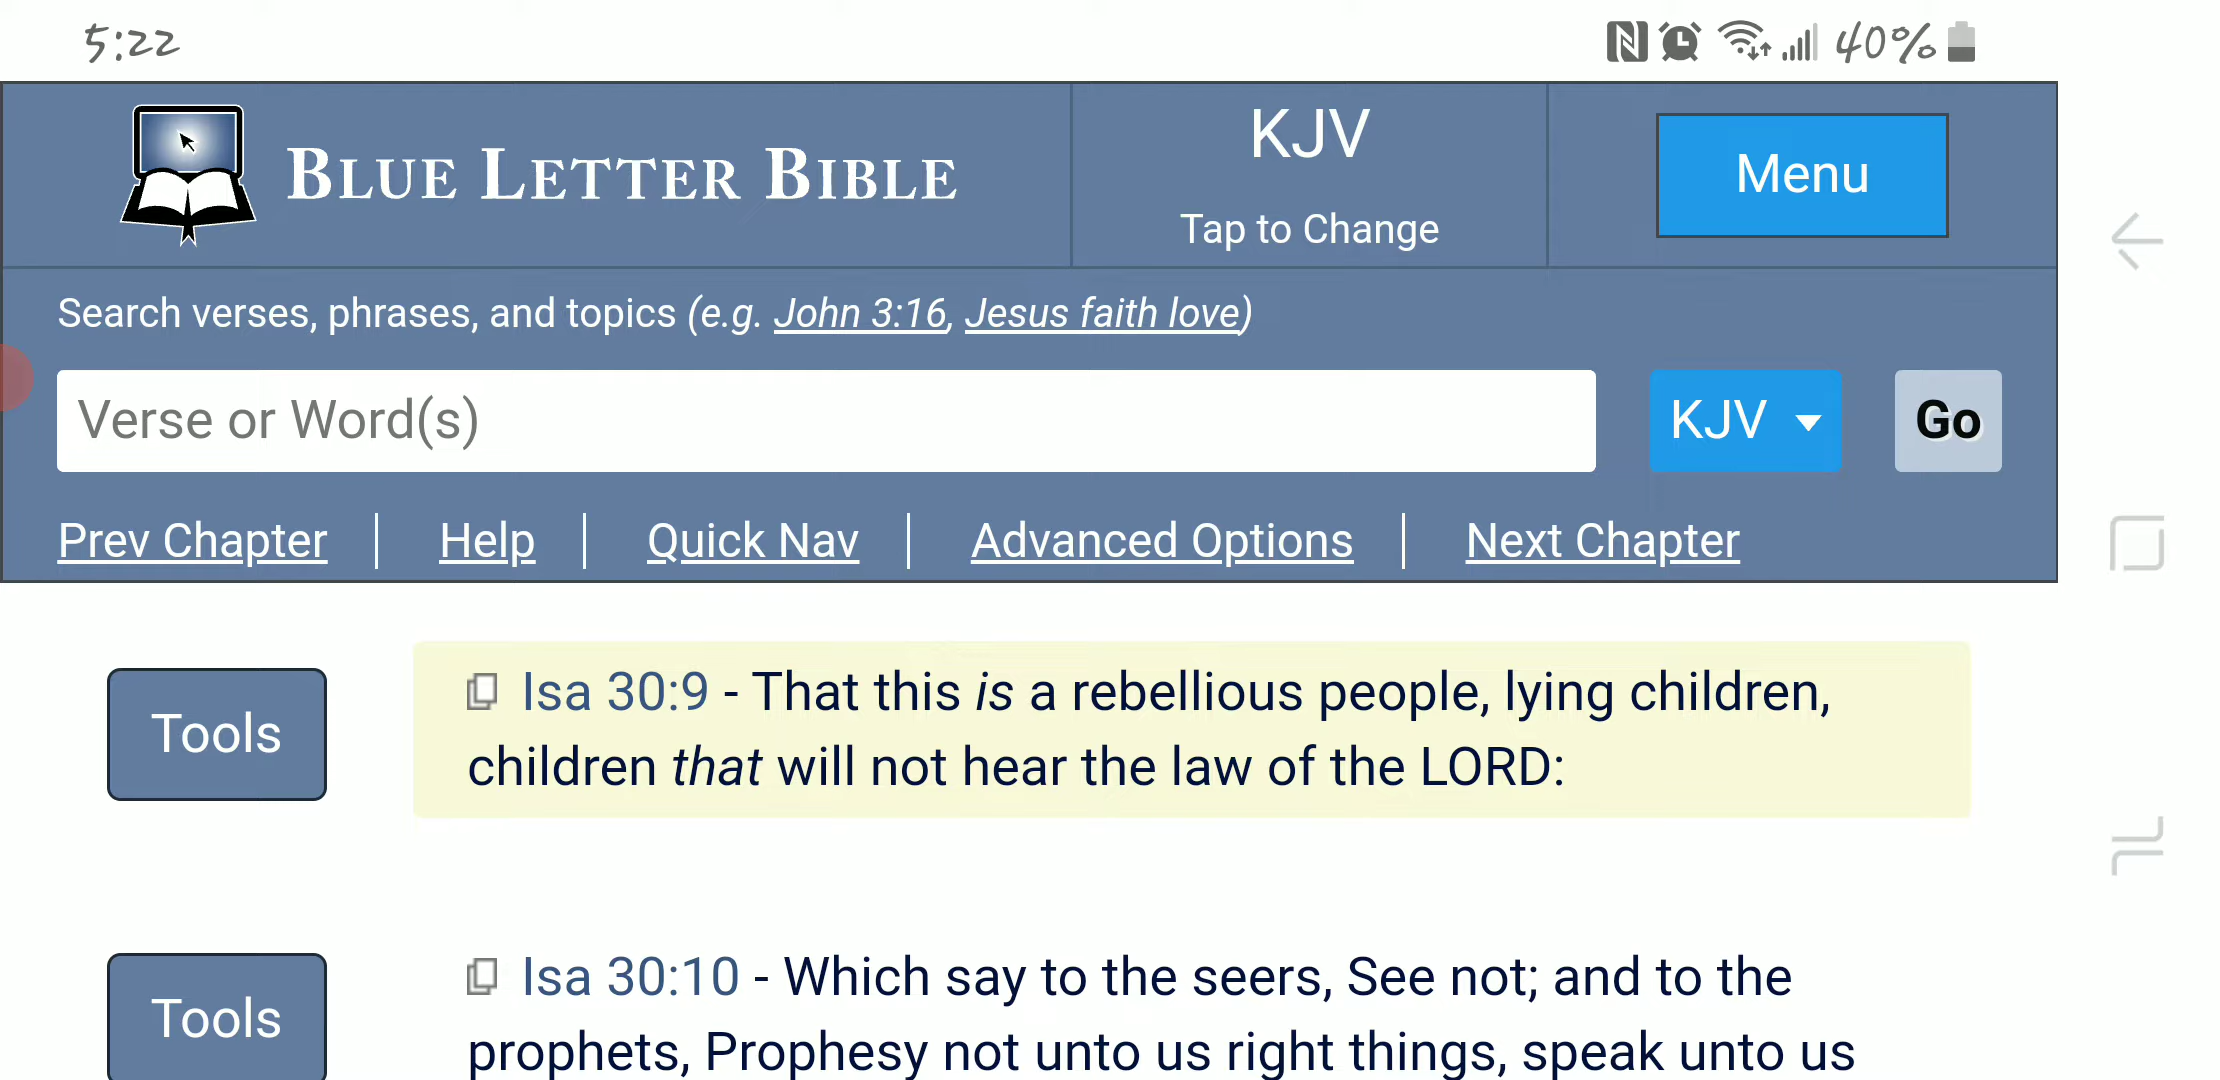 5:22
40%
BLUE LETTER BIBLE
KJV
Tap to Change
Menu
Search verses, phrases, and topics (e.g. John 3:16, Jesus faith love)
Verse or Word(s)
KJV
Go
Prev Chapter | Help | Quick Nav | Advanced Options | Next Chapter
Tools
Isa 30:9 - That this is a rebellious people, lying children,
children that will not hear the law of the LORD:
Tools
Isa 30:10 - Which say to the seers, See not; and to the
prophets, Prophesy not unto us right things, speak unto us